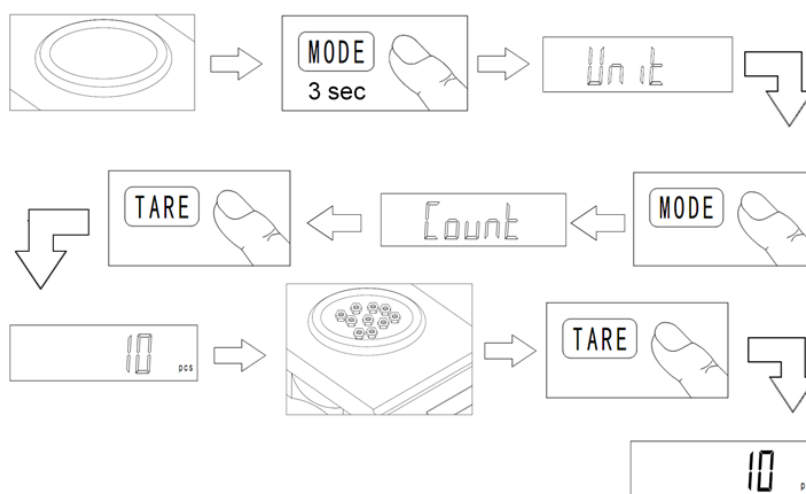 MODE
3 sec
Unit
MODE
Count
TARE
10 pcs
TARE
10 p